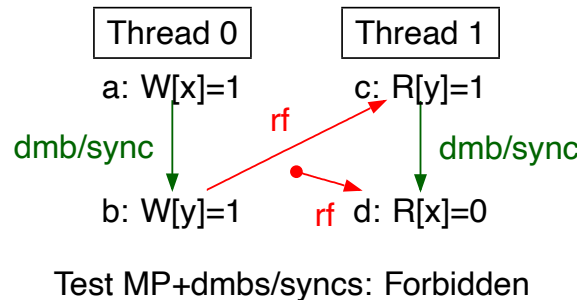 Thread 0 Thread 1
a: W[x]=1 c: R[y]=1
rf
dmb/sync dmb/sync
b: W[y]=1 rf d: R[x]=0
Test MP+dmbs/syncs: Forbidden